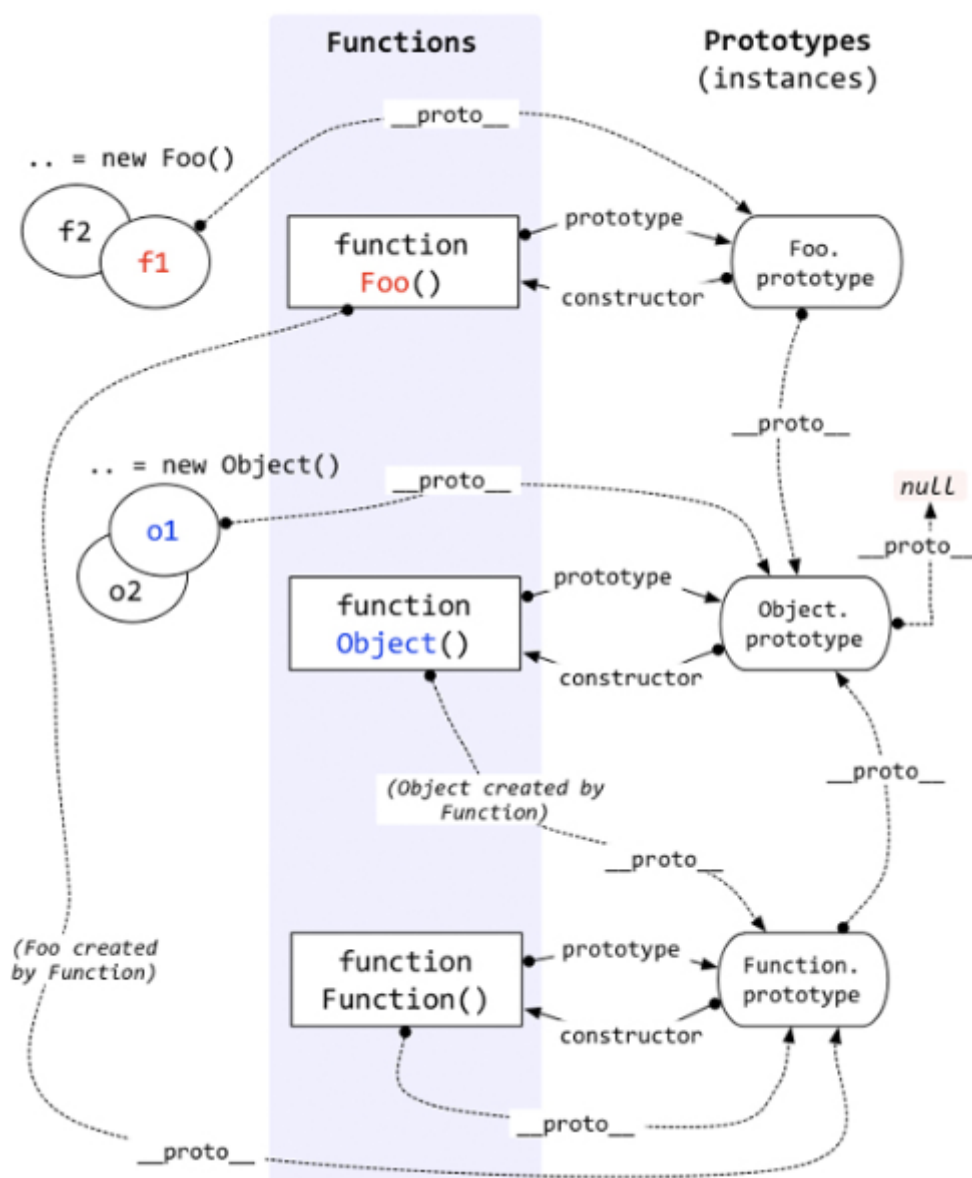 Functions
Prototypes
(instances)
__proto__
.. = new Foo()
f2
f1
function
Foo()
prototype
constructor
Foo.
prototype
__proto__
.. = new Object()
__proto__
null
o1
o2
__proto__
function
Object()
prototype
constructor
Object.
prototype
(Object created by
Function)
__proto__
__proto__
(Foo created
by Function)
function
Function()
prototype
constructor
Function.
prototype
__proto__
__proto__